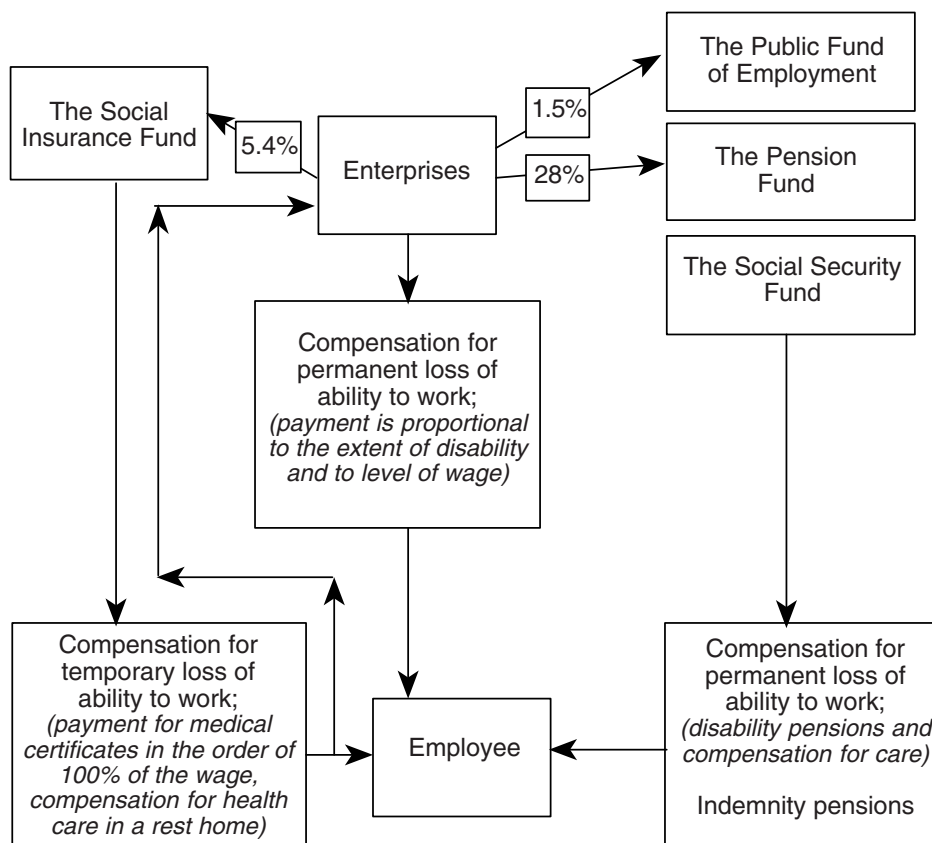 The Public Fund
of Employment
The Social
Insurance Fund
5.4%
Enterprises
1.5%
28%
The Pension
Fund
The Social Security
Fund
Compensation for
permanent loss of
ability to work;
(payment is proportional
to the extent of disability
and to level of wage)
Compensation for
temporary loss of
ability to work;
(payment for medical
certificates in the order of
100% of the wage,
compensation for health
care in a rest home)
Employee
Compensation for
permanent loss of
ability to work;
(disability pensions and
compensation for care)
Indemnity pensions